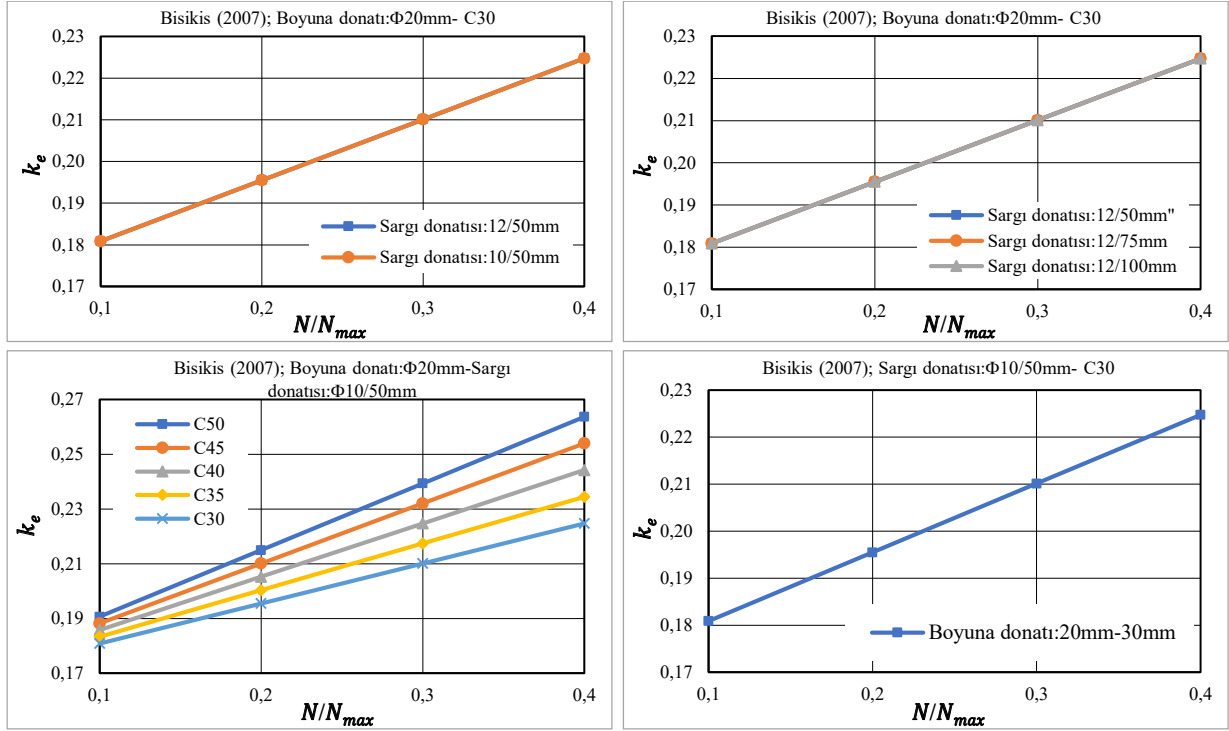 Bisikis (2007); Boyuna donatı:Φ20mm- C30
0,23
0,22
0,21
0,20
0,19
0,18
0,17
k_e
Sargı donatısı:12/50mm
Sargı donatısı:10/50mm
0,1 0,2 0,3 0,4
N/N_max
Bisikis (2007); Boyuna donatı:Φ20mm- C30
0,23
0,22
0,21
0,20
0,19
0,18
0,17
k_e
Sargı donatısı:12/50mm"
Sargı donatısı:12/75mm
Sargı donatısı:12/100mm
0,1 0,2 0,3 0,4
N/N_max
Bisikis (2007); Boyuna donatı:Φ20mm-Sargı
donatısı:Φ10/50mm
0,27
0,25
0,23
0,21
0,19
0,17
k_e
C50
C45
C40
C35
C30
0,1 0,2 0,3 0,4
N/N_max
Bisikis (2007); Sargı donatısı:Φ10/50mm- C30
0,23
0,22
0,21
0,20
0,19
0,18
0,17
k_e
Boyuna donatı:20mm-30mm
0,1 0,2 0,3 0,4
N/N_max